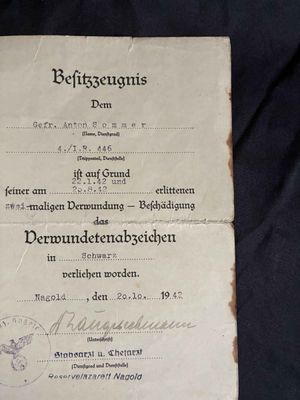 Besitzzeugnis
Dem
Gefr. Anton Sommer
(Name, Dienstgrad)
4./I.R. 446
(Truppenteil, Dienststelle)
ist auf Grund
22.1.42 und
seiner am 20.8.42 erlittenen
zwei-maligen Verwundung – Beschädigung
das
Verwundetenabzeichen
in Schwarz
verliehen worden.
Nagold, den 20.10. 1942
(Unterschrift)
Stabsarzt u. Chefarzt
(Dienstgrad und Dienststelle)
Reservelazarett Nagold